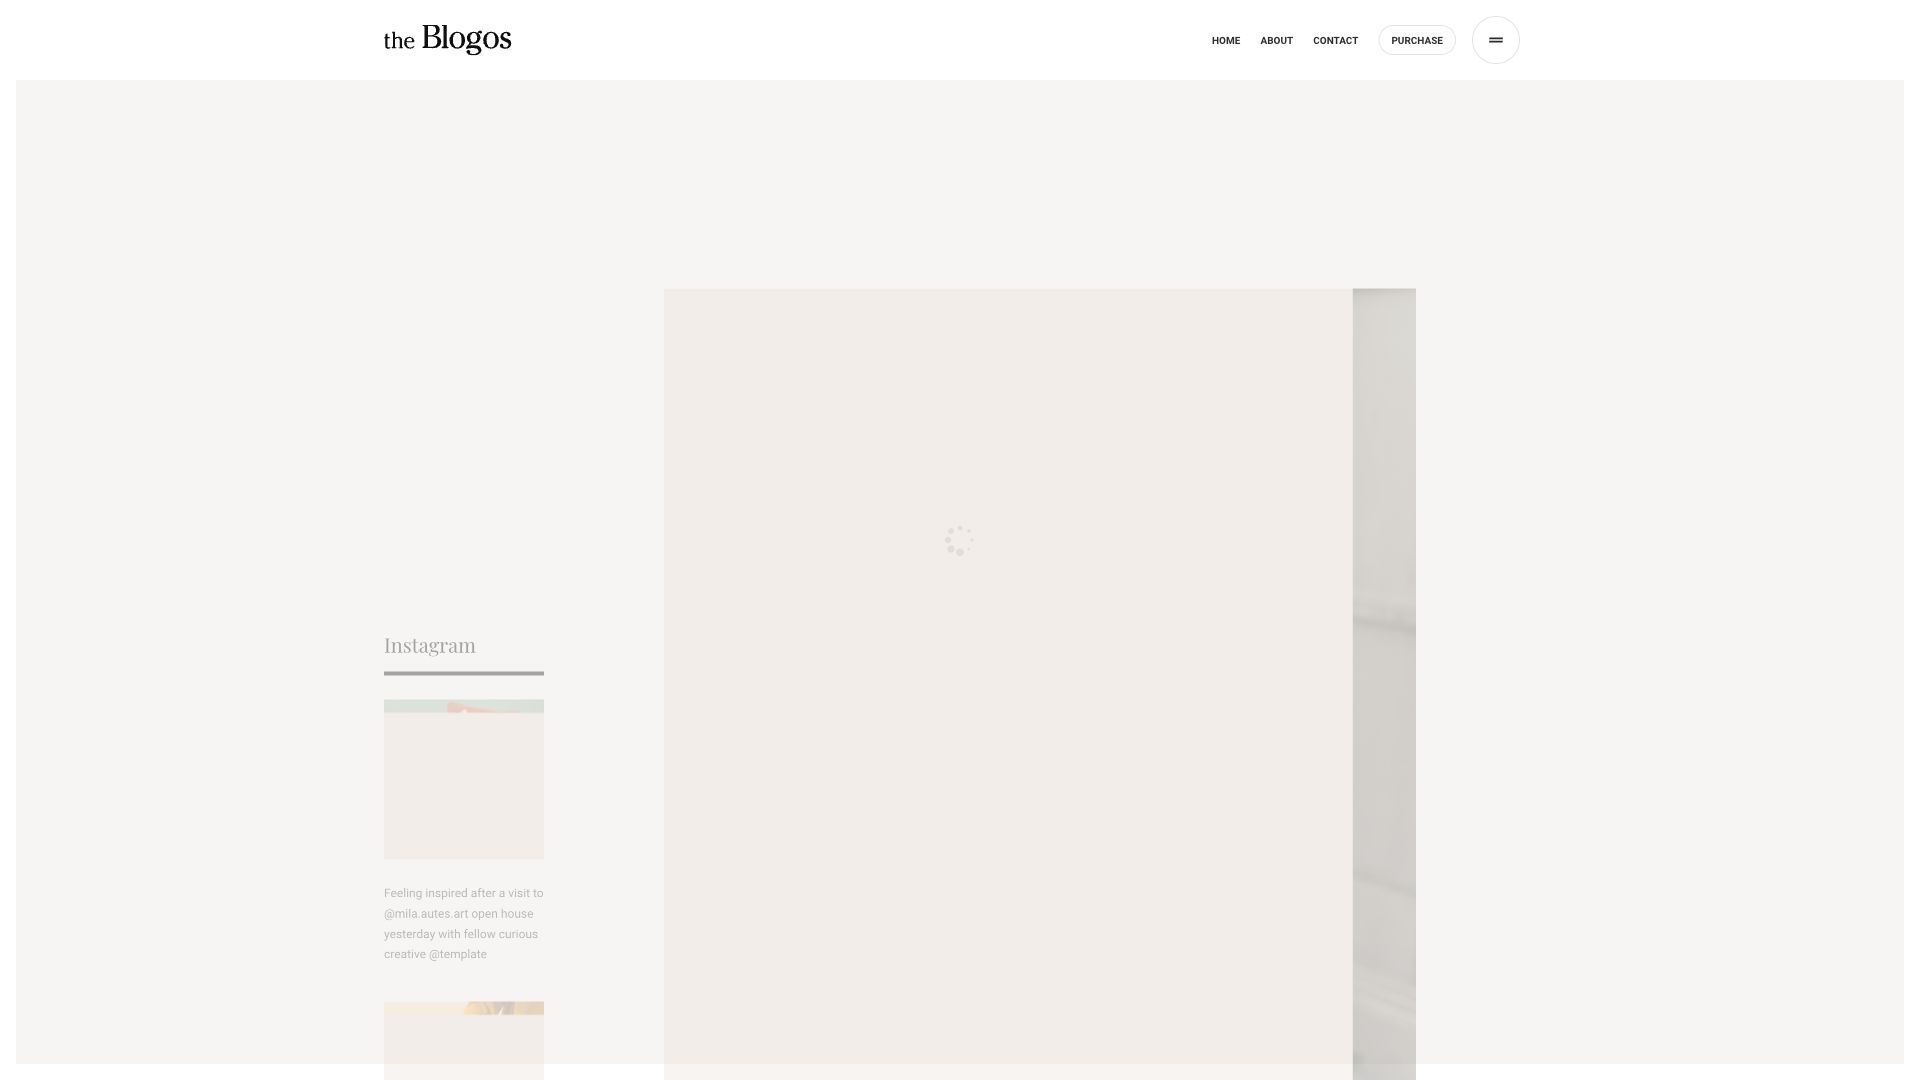 the Blogos
HOME ABOUT CONTACT PURCHASE
Instagram
Feeling inspired after a visit to
@mila.autes.art open house
yesterday with fellow curious
creative @template